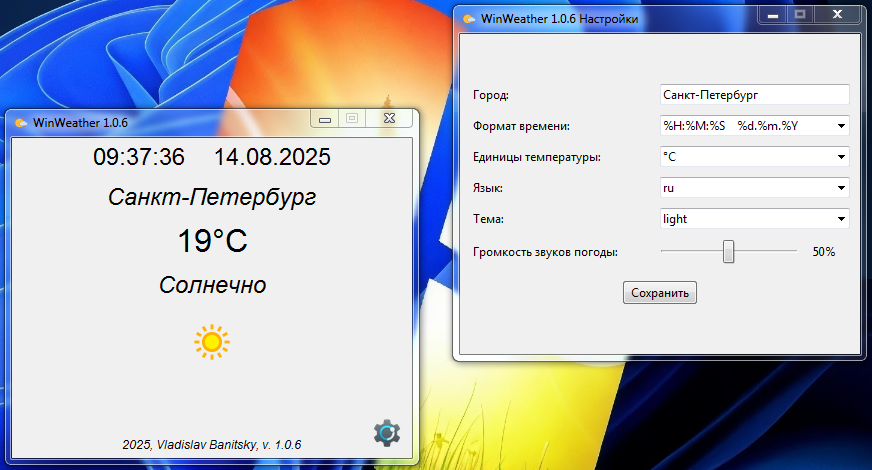 WinWeather 1.0.6
09:37:36 14.08.2025
Санкт-Петербург
19°C
Солнечно
2025, Vladislav Banitsky, v. 1.0.6
WinWeather 1.0.6 Настройки
Город: Санкт-Петербург
Формат времени: %H:%M:%S %d.%m.%Y
Единицы температуры: °C
Язык: ru
Тема: light
Громкость звуков погоды: 50%
Сохранить